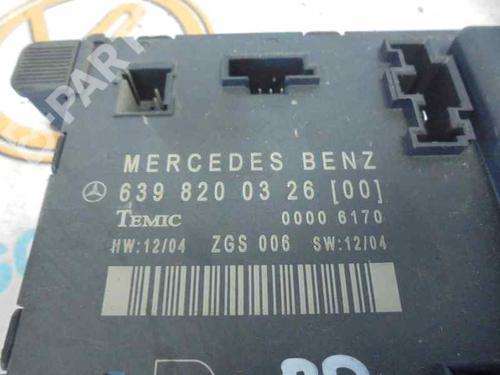 MERCEDES BENZ
639 820 03 26 [00]
TEMIC 0000 6170
HW:12/04 ZGS 006 SW:12/04